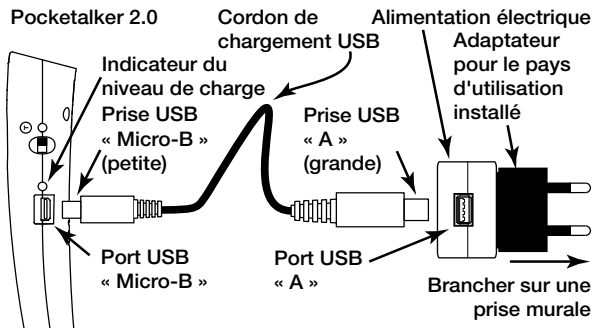 Pocketalker 2.0
Cordon de
chargement USB
Alimentation électrique
Adaptateur
pour le pays
d'utilisation
installé
Indicateur du
niveau de charge
Prise USB
« Micro-B »
(petite)
Prise USB
« A »
(grande)
T
Port USB
« Micro-B »
Port USB
« A »
Brancher sur une
prise murale